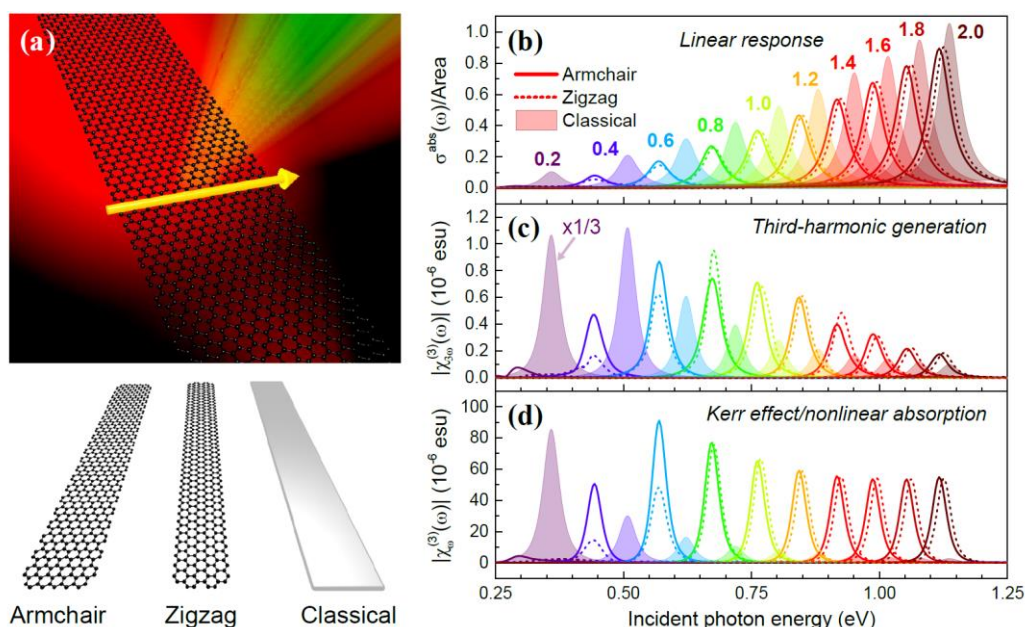 (a)
Armchair
Zigzag
Classical
(b)
Linear response
Armchair
Zigzag
Classical
0.2
0.4
0.6
0.8
1.0
1.2
1.4
1.6
1.8
2.0
σ^abs(ω)/Area
1.0
0.8
0.6
0.4
0.2
0.0
(c)
Third-harmonic generation
x1/3
|χ_3ω^(3)(ω)| (10^-6 esu)
1.2
1.0
0.8
0.6
0.4
0.2
0.0
(d)
Kerr effect/nonlinear absorption
|χ_ω^(3)(ω)| (10^-6 esu)
100
80
60
40
20
0
0.25
0.50
0.75
1.00
1.25
Incident photon energy (eV)